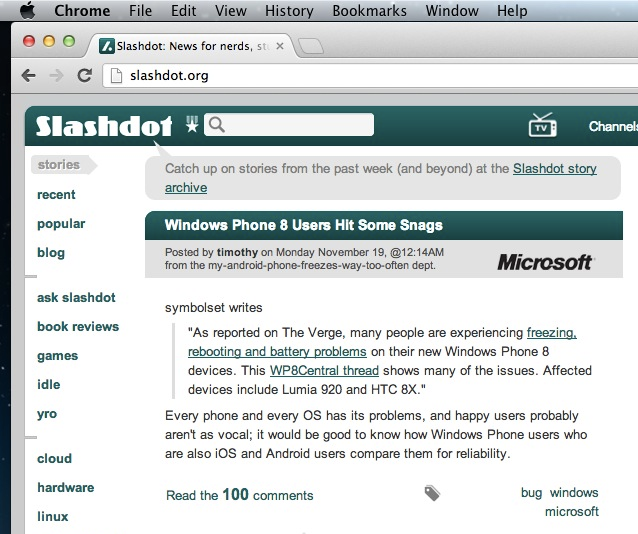 Chrome File Edit View History Bookmarks Window Help
Slashdot: News for nerds, st
slashdot.org
Slashdot
TV
Channels
stories
recent
popular
blog
ask slashdot
book reviews
games
idle
yro
cloud
hardware
linux
Catch up on stories from the past week (and beyond) at the Slashdot story
archive
Windows Phone 8 Users Hit Some Snags
Posted by timothy on Monday November 19, @12:14AM
from the my-android-phone-freezes-way-too-often dept.
Microsoft
symbolset writes
"As reported on The Verge, many people are experiencing freezing,
rebooting and battery problems on their new Windows Phone 8
devices. This WP8Central thread shows many of the issues. Affected
devices include Lumia 920 and HTC 8X."
Every phone and every OS has its problems, and happy users probably
aren't as vocal; it would be good to know how Windows Phone users who
are also iOS and Android users compare them for reliability.
Read the 100 comments
bug windows
microsoft